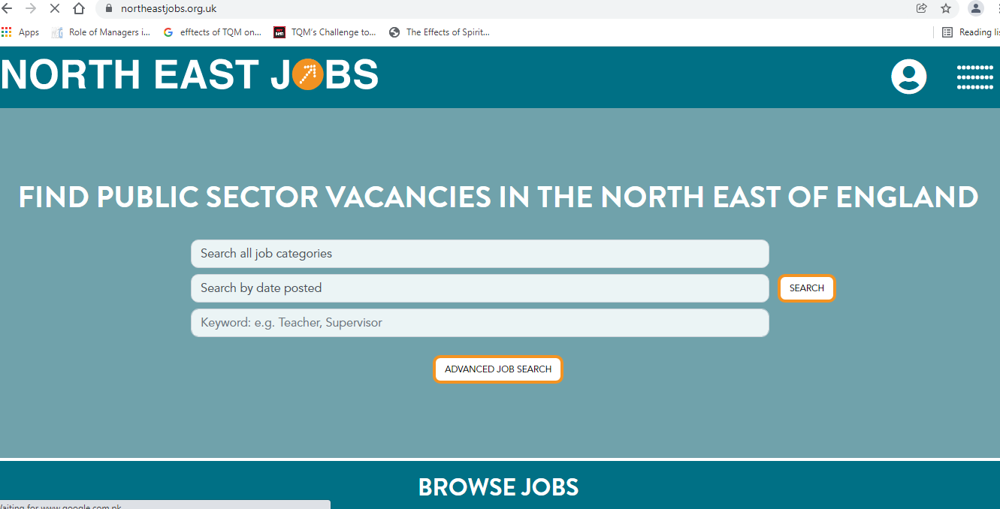 northeastjobs.org.uk
Apps Role of Managers i... efftects of TQM on... TQM's Challenge to... The Effects of Spirit... Reading lis
NORTH EAST JOBS
FIND PUBLIC SECTOR VACANCIES IN THE NORTH EAST OF ENGLAND
Search all job categories
Search by date posted
SEARCH
Keyword: e.g. Teacher, Supervisor
ADVANCED JOB SEARCH
BROWSE JOBS
aiting for www.google.com.pk